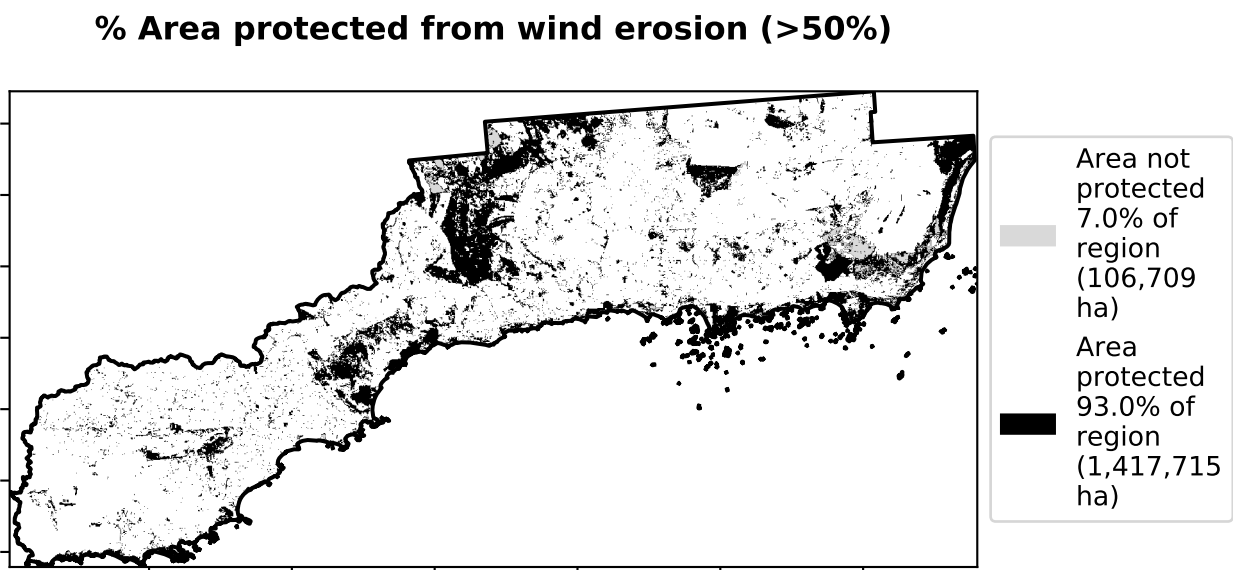 % Area protected from wind erosion (>50%)
Area not
protected
7.0% of
region
(106,709
ha)
Area
protected
93.0% of
region
(1,417,715
ha)